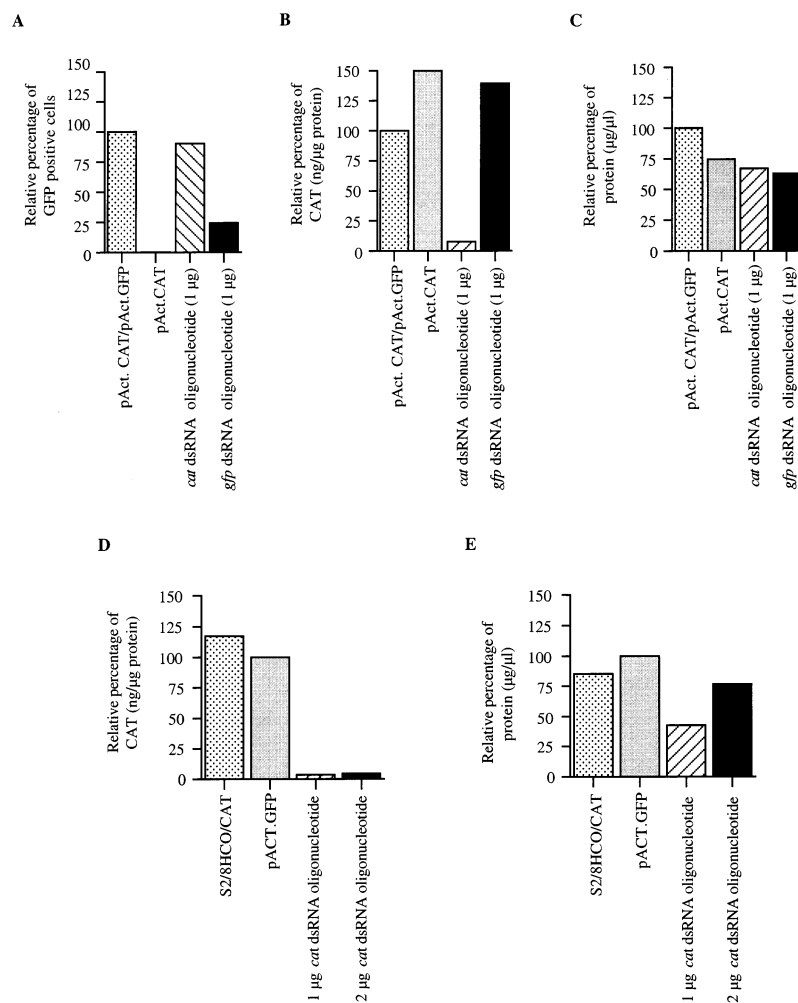 A
Relative percentage of
GFP positive cells
150
125
100
75
50
25
0
pAct. CAT/pAct.GFP
pAct.CAT
cat dsRNA oligonucleotide (1 μg)
gfp dsRNA oligonucleotide (1 μg)
B
Relative percentage of
CAT (ng/μg protein)
150
125
100
75
50
25
0
pAct. CAT/pAct.GFP
pAct.CAT
cat dsRNA oligonucleotide (1 μg)
gfp dsRNA oligonucleotide (1 μg)
C
Relative percentage of
protein (μg/μl)
150
125
100
75
50
25
0
pAct. CAT/pAct.GFP
pAct.CAT
cat dsRNA oligonucleotide (1 μg)
gfp dsRNA oligonucleotide (1 μg)
D
Relative percentage of
CAT (ng/μg protein)
150
125
100
75
50
25
0
S2/8HCO/CAT
pACT.GFP
1 μg cat dsRNA oligonucleotide
2 μg cat dsRNA oligonucleotide
E
Relative percentage of
protein (μg/μl)
150
125
100
75
50
25
0
S2/8HCO/CAT
pACT.GFP
1 μg cat dsRNA oligonucleotide
2 μg cat dsRNA oligonucleotide